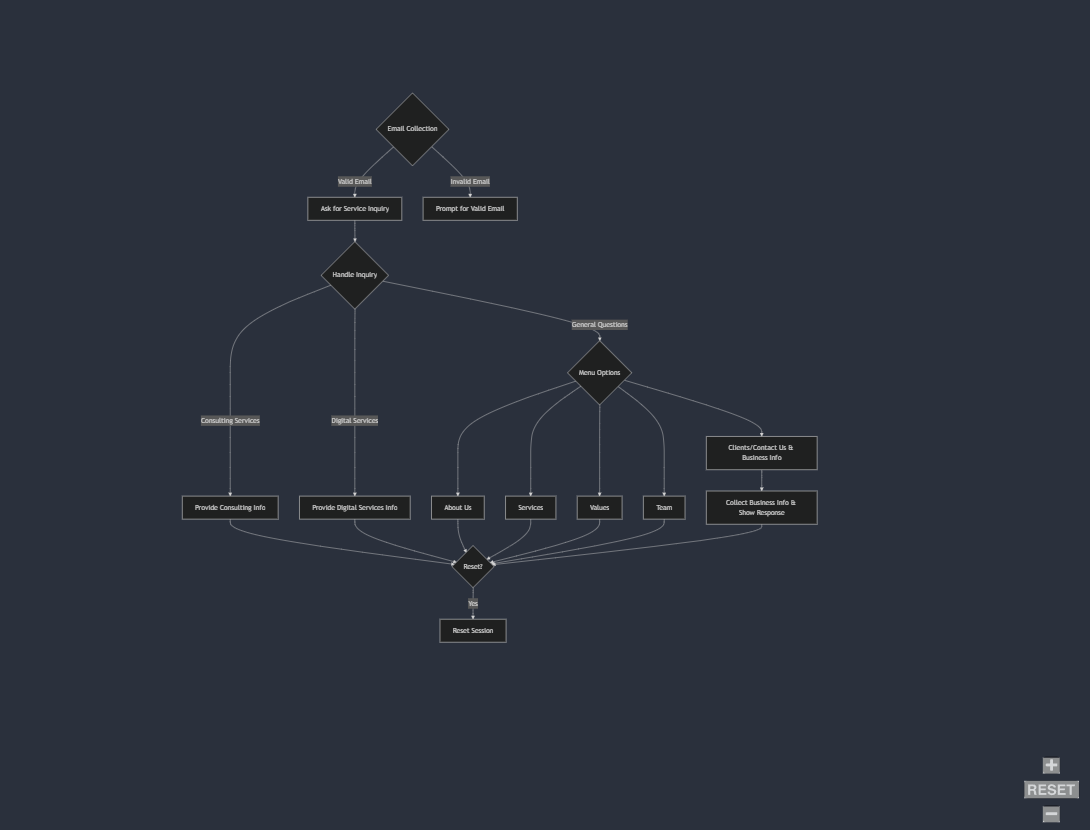 Email Collection
Valid Email
Invalid Email
Ask for Service Inquiry
Prompt for Valid Email
Handle Inquiry
General Questions
Menu Options
Consulting Services
Digital Services
Clients/Contact Us &
Business Info
Provide Consulting Info
Provide Digital Services Info
About Us
Services
Values
Team
Collect Business Info &
Show Response
Reset?
Yes
Reset Session
+
RESET
−